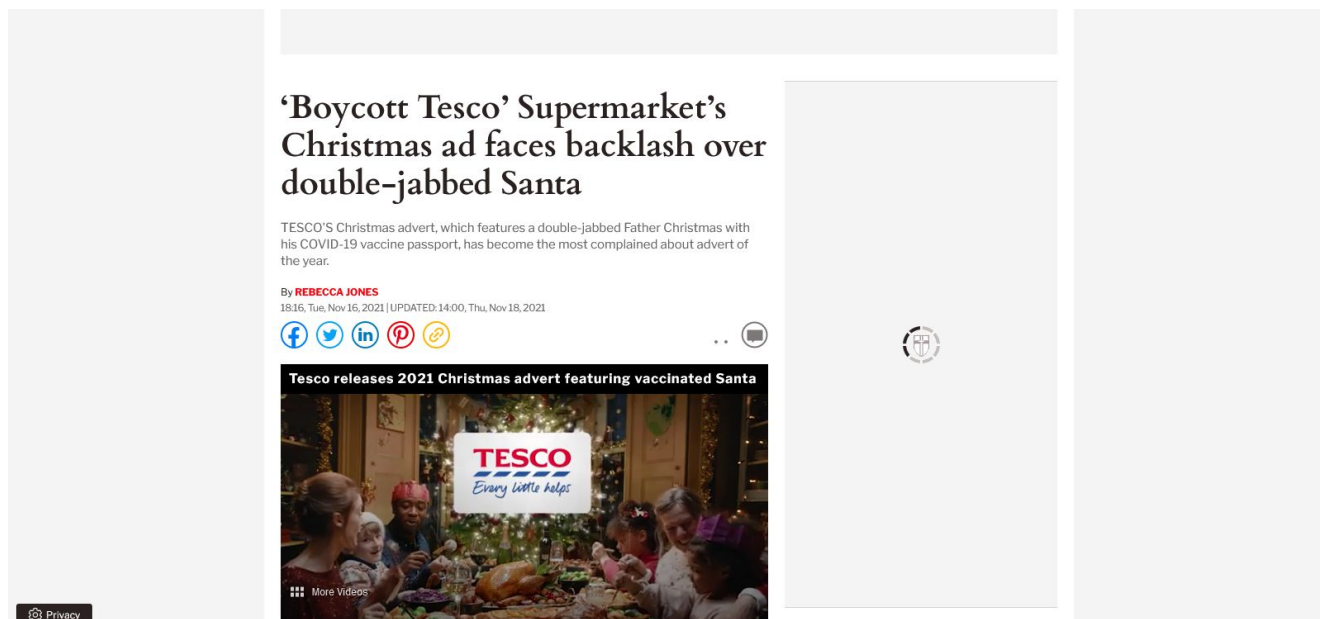 ‘Boycott Tesco’ Supermarket’s
Christmas ad faces backlash over
double-jabbed Santa
TESCO'S Christmas advert, which features a double-jabbed Father Christmas with
his COVID-19 vaccine passport, has become the most complained about advert of
the year.
By REBECCA JONES
18:16, Tue, Nov 16, 2021 | UPDATED: 14:00, Thu, Nov 18, 2021
Tesco releases 2021 Christmas advert featuring vaccinated Santa
TESCO
Every little helps
More Videos
Privacy